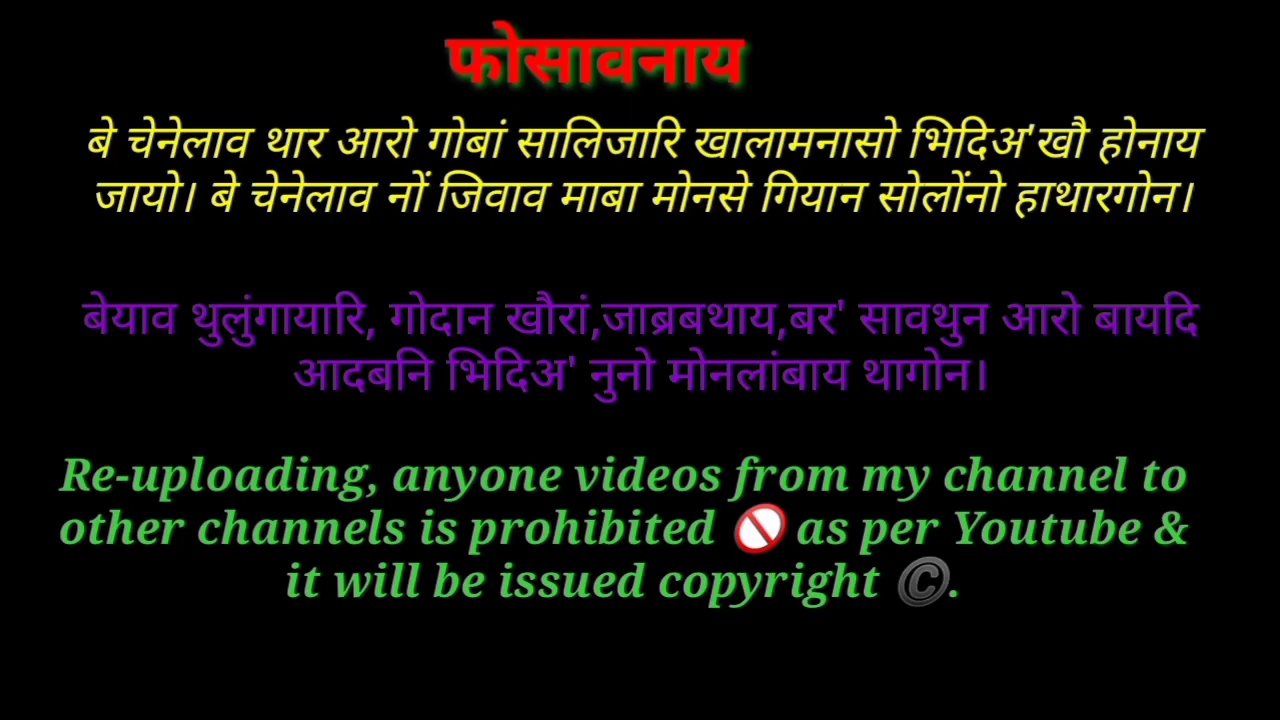 फोसावनाय
बे चेनेलाव थार आरो गोबां सालिजारि खालामनासो भिदिअ'खौ होनाय
जायो। बे चेनेलाव नों जिवाव माबा मोनसे गियान सोलोंनो हाथारगोन।
बेयाव थुलुंगायारि, गोदान खौरां,जाब्रबथाय,बर' सावथुन आरो बायदि
आदबनि भिदिअ' नुनो मोनलांबाय थागोन।
Re-uploading, anyone videos from my channel to
other channels is prohibited 🚫 as per Youtube &
it will be issued copyright ©.